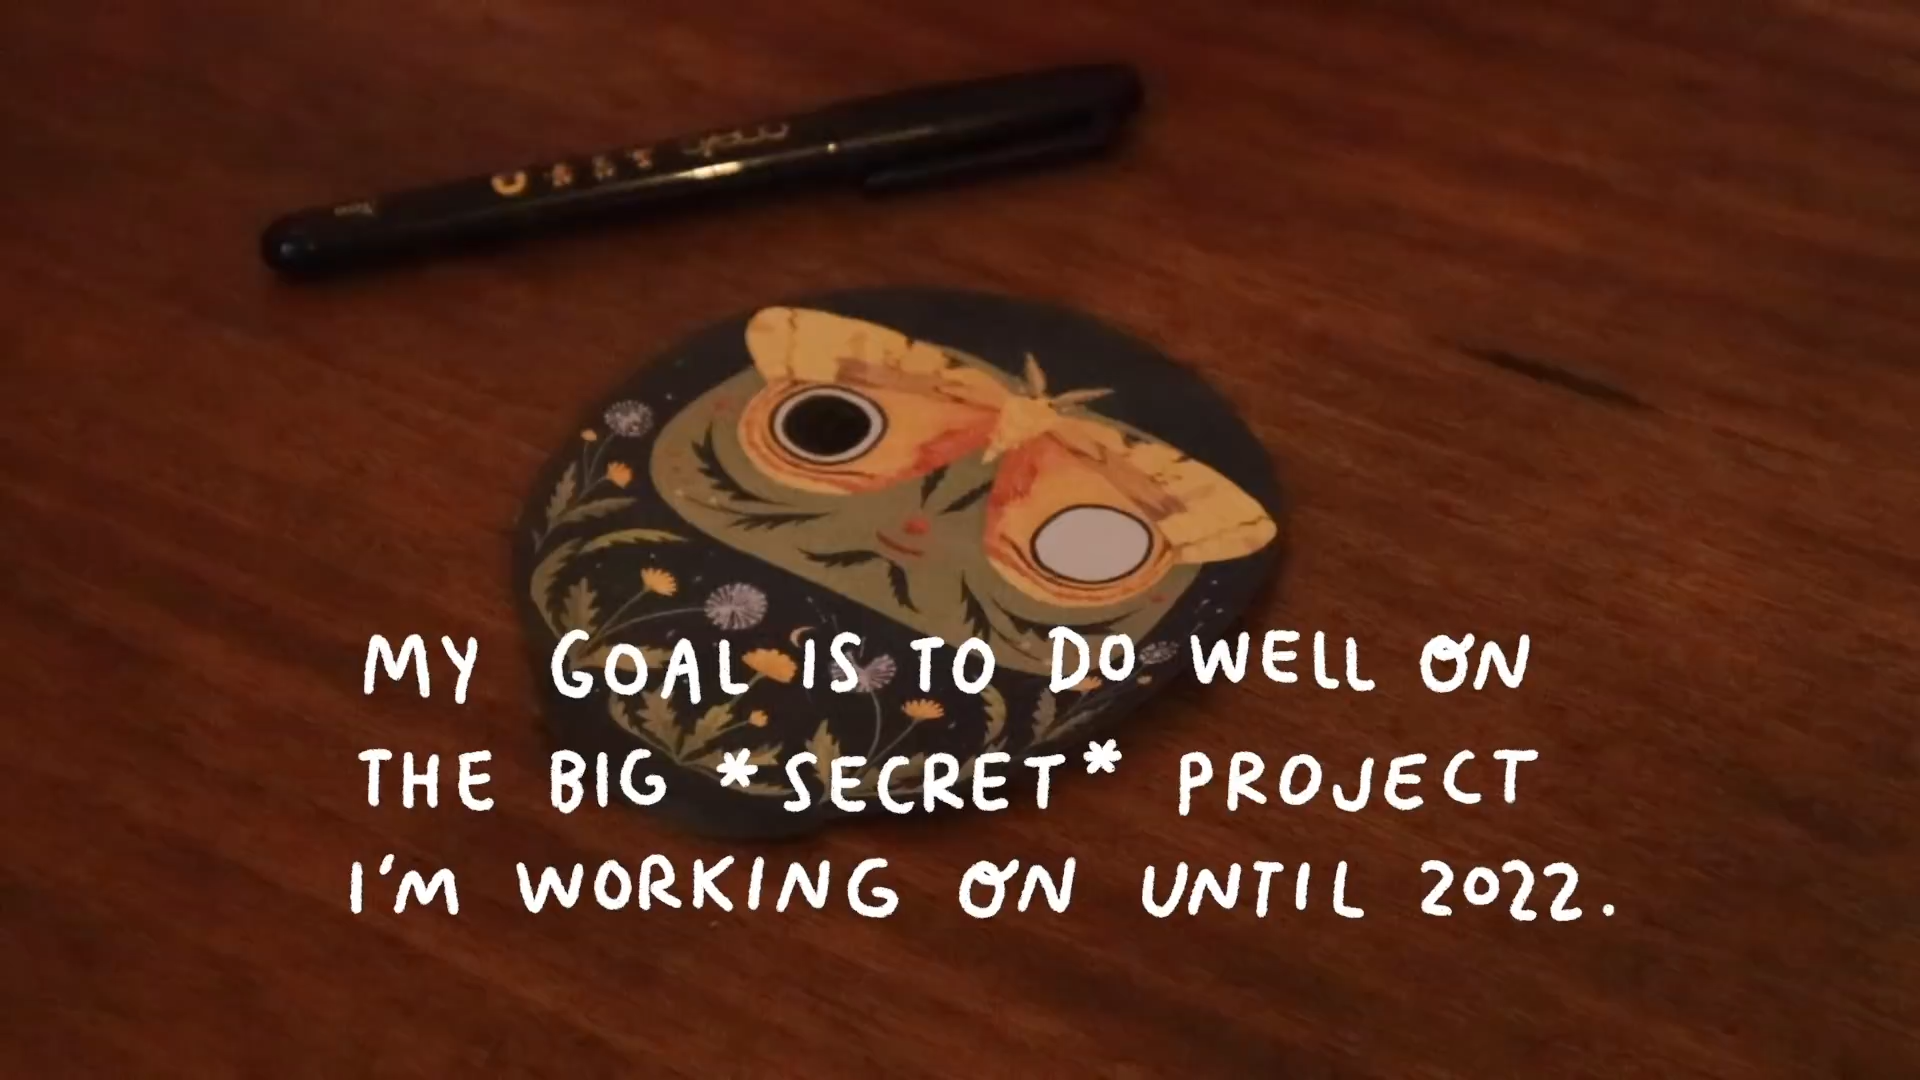 MY GOAL IS TO DO WELL ON
THE BIG *SECRET* PROJECT
I'M WORKING ON UNTIL 2022.